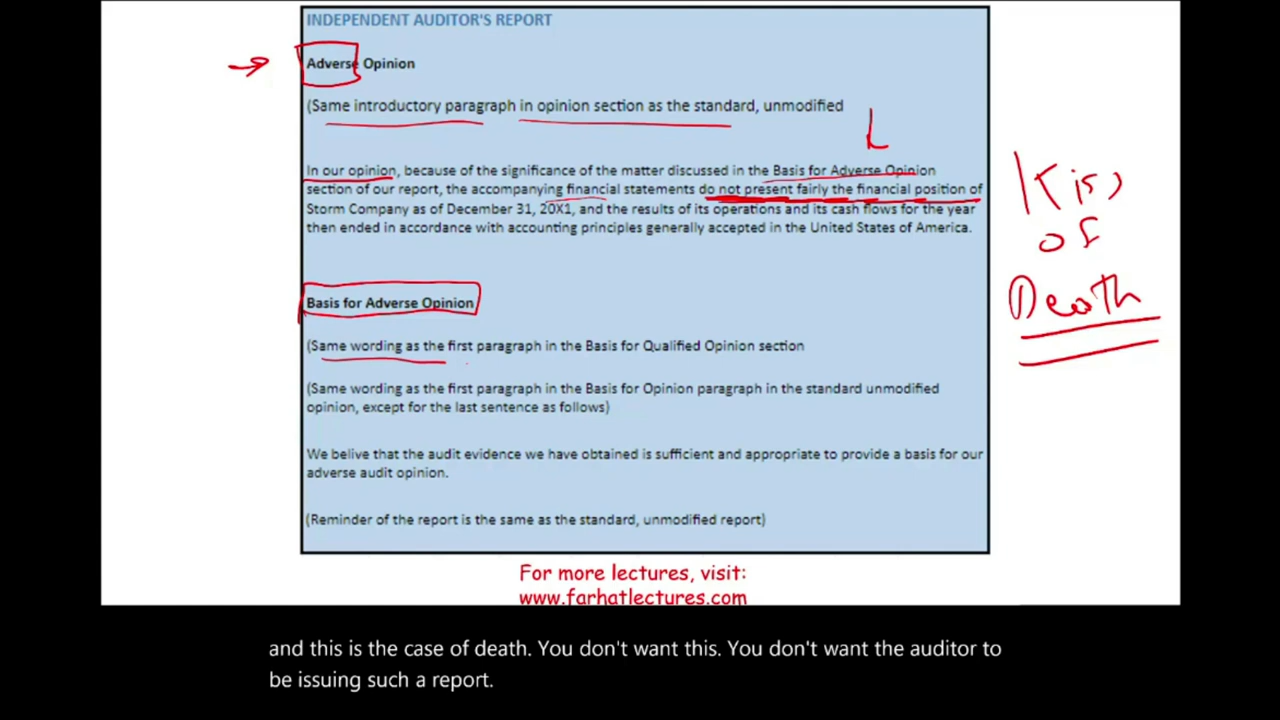 INDEPENDENT AUDITOR'S REPORT
Adverse Opinion
(Same introductory paragraph in opinion section as the standard, unmodified
In our opinion, because of the significance of the matter discussed in the Basis for Adverse Opinion
section of our report, the accompanying financial statements do not present fairly the financial position of
Storm Company as of December 31, 20X1, and the results of its operations and its cash flows for the year
then ended in accordance with accounting principles generally accepted in the United States of America.
Kiss
of
Death
Basis for Adverse Opinion
(Same wording as the first paragraph in the Basis for Qualified Opinion section
(Same wording as the first paragraph in the Basis for Opinion paragraph in the standard unmodified
opinion, except for the last sentence as follows)
We belive that the audit evidence we have obtained is sufficient and appropriate to provide a basis for our
adverse audit opinion.
(Reminder of the report is the same as the standard, unmodified report)
For more lectures, visit:
www.farhatlectures.com
and this is the case of death. You don't want this. You don't want the auditor to
be issuing such a report.